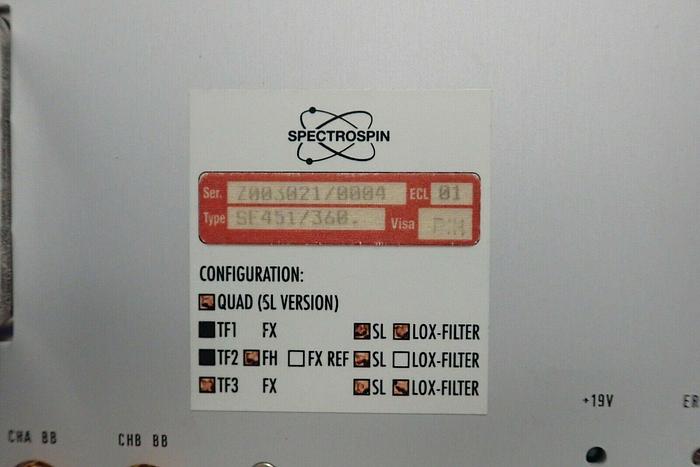 SPECTROSPIN
Ser. Z003021/0004 ECL 01
Type SE451/360. Visa P:H
CONFIGURATION:
QUAD (SL VERSION)
TF1 FX SL LOX-FILTER
TF2 FH FX REF SL LOX-FILTER
TF3 FX SL LOX-FILTER
+19V
CHA BB CHB BB